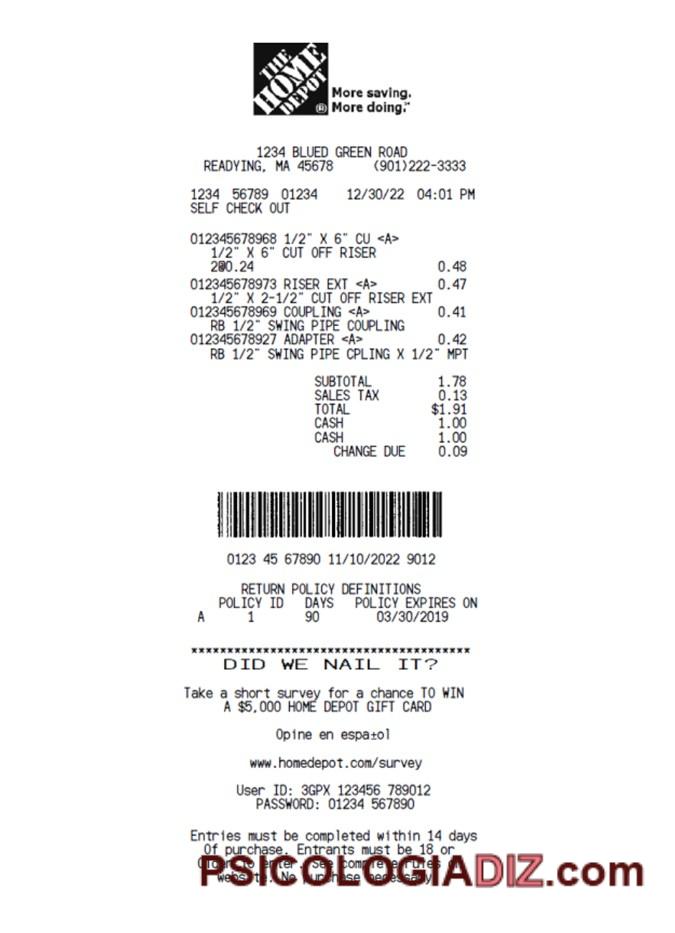 THE
HOME
DEPOT
®
More saving.
More doing.™
1234 BLUED GREEN ROAD
READYING, MA 45678 (901)222-3333
1234 56789 01234 12/30/22 04:01 PM
SELF CHECK OUT
012345678968 1/2" X 6" CU <A>
1/2" X 6" CUT OFF RISER
2@0.24 0.48
012345678973 RISER EXT <A> 0.47
1/2" X 2-1/2" CUT OFF RISER EXT
012345678969 COUPLING <A> 0.41
RB 1/2" SWING PIPE COUPLING
012345678927 ADAPTER <A> 0.42
RB 1/2" SWING PIPE CPLING X 1/2" MPT
SUBTOTAL 1.78
SALES TAX 0.13
TOTAL $1.91
CASH 1.00
CASH 1.00
CHANGE DUE 0.09
0123 45 67890 11/10/2022 9012
RETURN POLICY DEFINITIONS
POLICY ID DAYS POLICY EXPIRES ON
A 1 90 03/30/2019
***************************************
DID WE NAIL IT?
Take a short survey for a chance TO WIN
A $5,000 HOME DEPOT GIFT CARD
Opine en espa±ol
www.homedepot.com/survey
User ID: 3GPX 123456 789012
PASSWORD: 01234 567890
Entries must be completed within 14 days
Of purchase. Entrants must be 18 or
to enter. See complete rules on
website. No purchase necessary.
PSICOLOGIADIZ.com